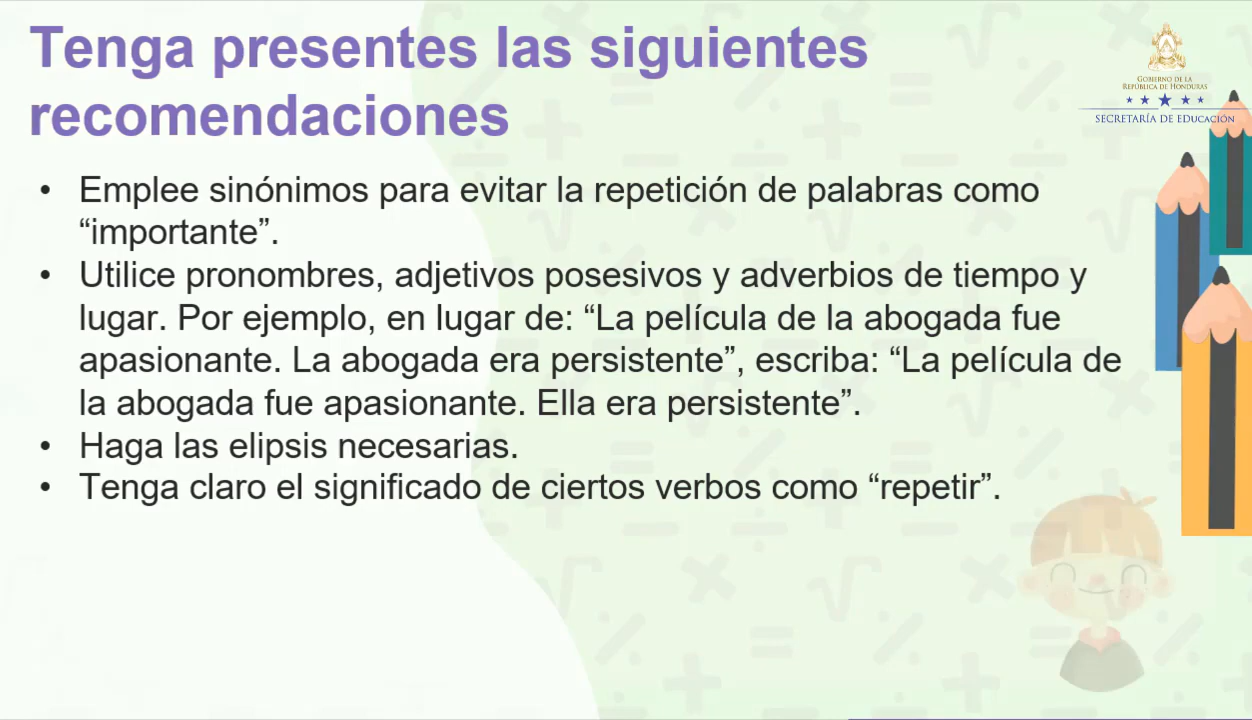 Tenga presentes las siguientes
recomendaciones
GOBIERNO DE LA
REPÚBLICA DE HONDURAS
SECRETARÍA DE EDUCACIÓN
• Emplee sinónimos para evitar la repetición de palabras como
“importante”.
• Utilice pronombres, adjetivos posesivos y adverbios de tiempo y
lugar. Por ejemplo, en lugar de: “La película de la abogada fue
apasionante. La abogada era persistente”, escriba: “La película de
la abogada fue apasionante. Ella era persistente”.
• Haga las elipsis necesarias.
• Tenga claro el significado de ciertos verbos como “repetir”.